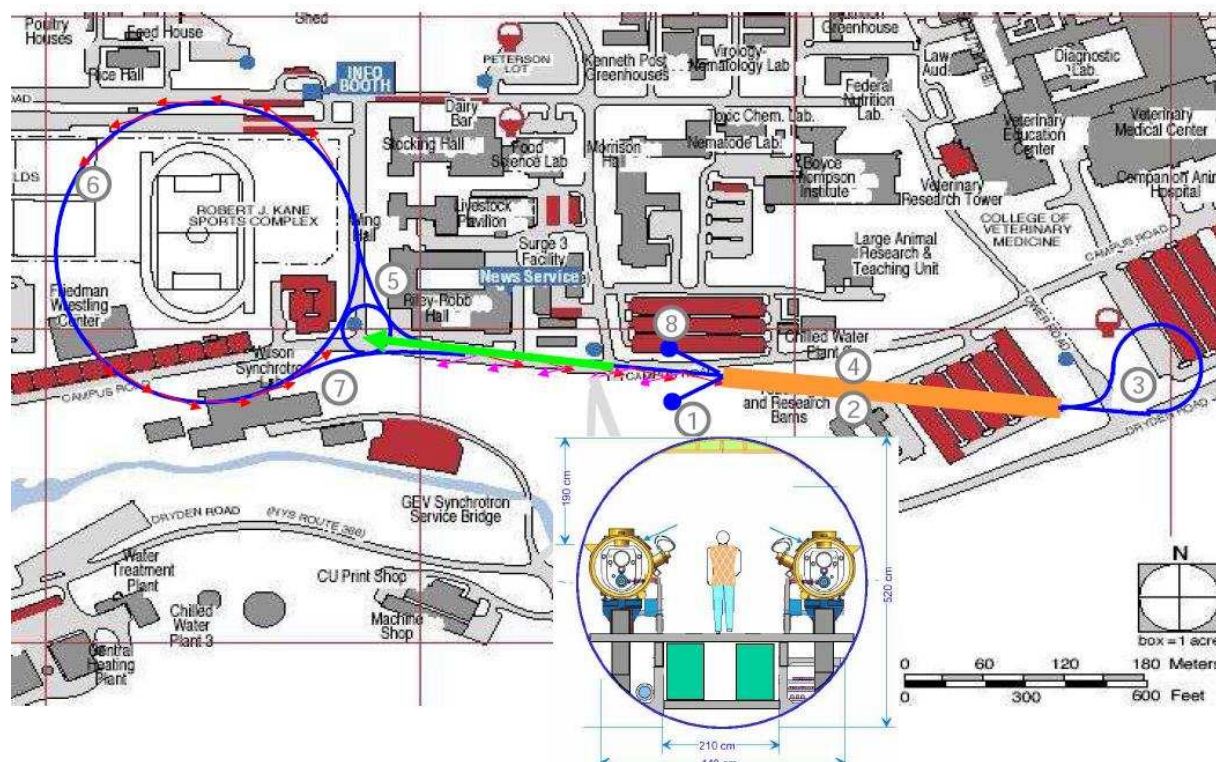 Poultry
Houses
Feed House
Shed
Rice Hall
INFO
BOOTH
PETERSON
LOT
Kenneth Post
Greenhouses
Virology-
Nematology Lab
Greenhouse
Law
Aud.
Diagnostic
Lab.
Federal
Nutrition
Lab.
Veterinary
Medical Center
Veterinary
Education
Center
Companion
Hospital
ROAD
Dairy
Bar
Stocking Hall
Food
Science Lab
Morrison
Hall
Toxic Chem. Lab.
Nematode Lab.
Boyce
Thompson
Institute
Veterinary
Research Tower
COLLEGE OF
VETERINARY
MEDICINE
CAMPUS ROAD
6
ROBERT J. KANE
SPORTS COMPLEX
Wing
Hall
Livestock
Pavilion
Surge 3
Facility
News Service
Large Animal
Research &
Teaching Unit
5
Friedman
Wrestling
Center
Riley-Robb
Hall
8
Chilled Water
4
3
Wilson
Synchrotron
7
CAMPUS ROAD
CAMPUS
1
and Research
Barns
2
DRYDEN ROAD
GEV Synchrotron
Service Bridge
DRYDEN ROAD
(NYS ROUTE 366)
Water
Treatment
Plant
CU Print Shop
Chilled
Water
Plant 3
Machine
Shop
Central
Heating
Plant
190 cm
520 cm
210 cm
N
box = 1 acre
0 60 120 180 Meters
0 300 600 Feet